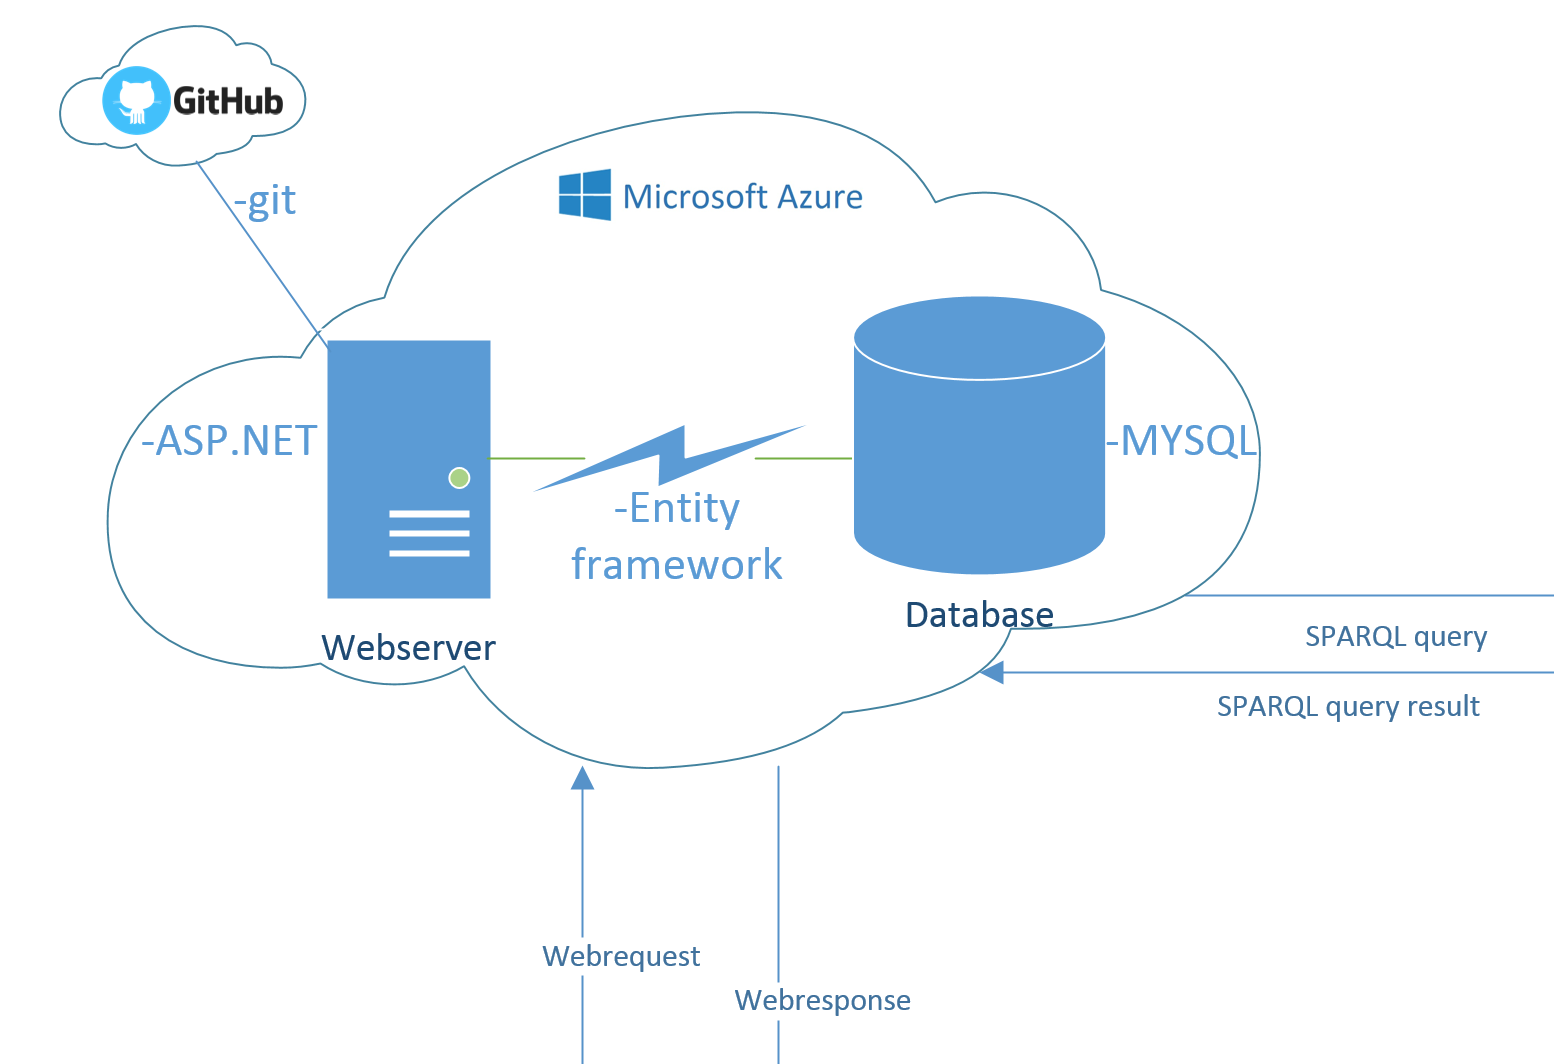 GitHub
-git
Microsoft Azure
-ASP.NET
-MYSQL
-Entity
framework
Database
Webserver
SPARQL query
SPARQL query result
Webrequest
Webresponse